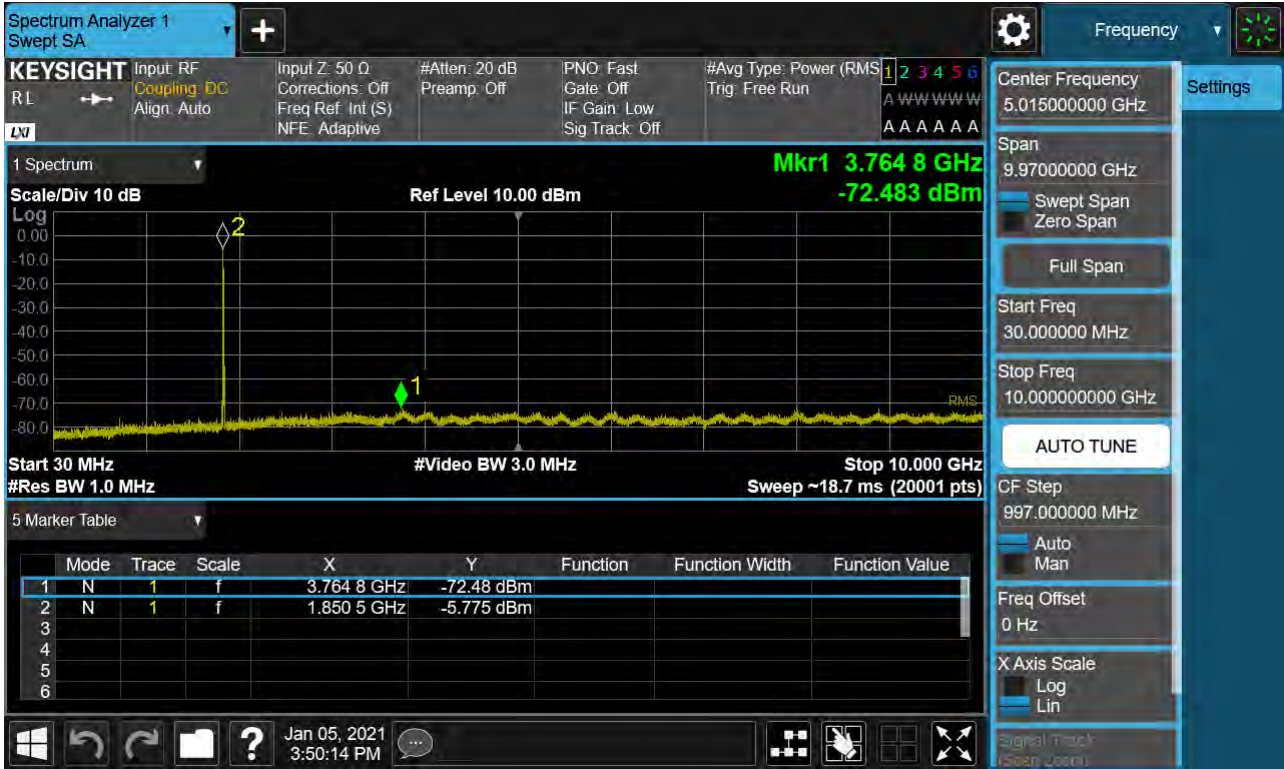 Spectrum Analyzer 1
Swept SA
Frequency
KEYSIGHT
RL
LXI
Input: RF
Coupling: DC
Align: Auto
Input Z: 50 Ω
Corrections: Off
Freq Ref: Int (S)
NFE: Adaptive
#Atten: 20 dB
Preamp: Off
PNO: Fast
Gate: Off
IF Gain: Low
Sig Track: Off
#Avg Type: Power (RMS
Trig: Free Run
1 2 3 4 5 6
A W W W W W
A A A A A A
1 Spectrum
Mkr1 3.764 8 GHz
Scale/Div 10 dB
Ref Level 10.00 dBm
-72.483 dBm
Log
0.00
-10.0
-20.0
-30.0
-40.0
-50.0
-60.0
-70.0
-80.0
2
1
RMS
Start 30 MHz
#Video BW 3.0 MHz
Stop 10.000 GHz
#Res BW 1.0 MHz
Sweep ~18.7 ms (20001 pts)
5 Marker Table
Mode Trace Scale X Y Function Function Width Function Value
1 N 1 f 3.764 8 GHz -72.48 dBm
2 N 1 f 1.850 5 GHz -5.775 dBm
3
4
5
6
?
Jan 05, 2021
3:50:14 PM
Center Frequency
5.015000000 GHz
Span
9.97000000 GHz
Swept Span
Zero Span
Full Span
Start Freq
30.000000 MHz
Stop Freq
10.000000000 GHz
AUTO TUNE
CF Step
997.000000 MHz
Auto
Man
Freq Offset
0 Hz
X Axis Scale
Log
Lin
Signal Track
(Span Zoom)
Settings